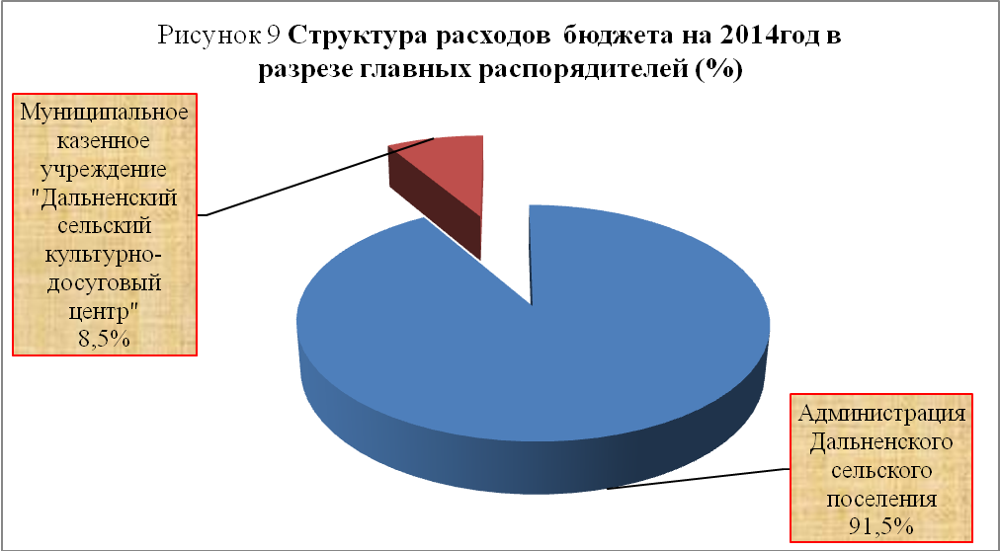 Рисунок 9 Структура расходов бюджета на 2014год в
разрезе главных распорядителей (%)
Муниципальное
казенное
учреждение
"Дальненский
сельский
культурно-
досуговый
центр"
8,5%
Администрация
Дальненского
сельского
поселения
91,5%